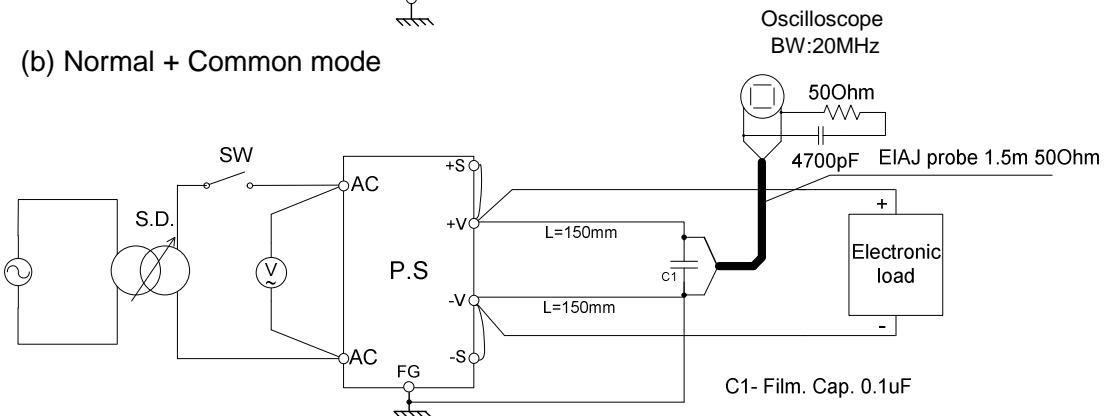 Oscilloscope
BW:20MHz
(b) Normal + Common mode
50Ohm
SW
4700pF
EIAJ probe 1.5m 50Ohm
+S
AC
S.D.
+V
+
L=150mm
V
~
P.S
C1
Electronic
load
-V
L=150mm
-
AC
-S
FG
C1- Film. Cap. 0.1uF